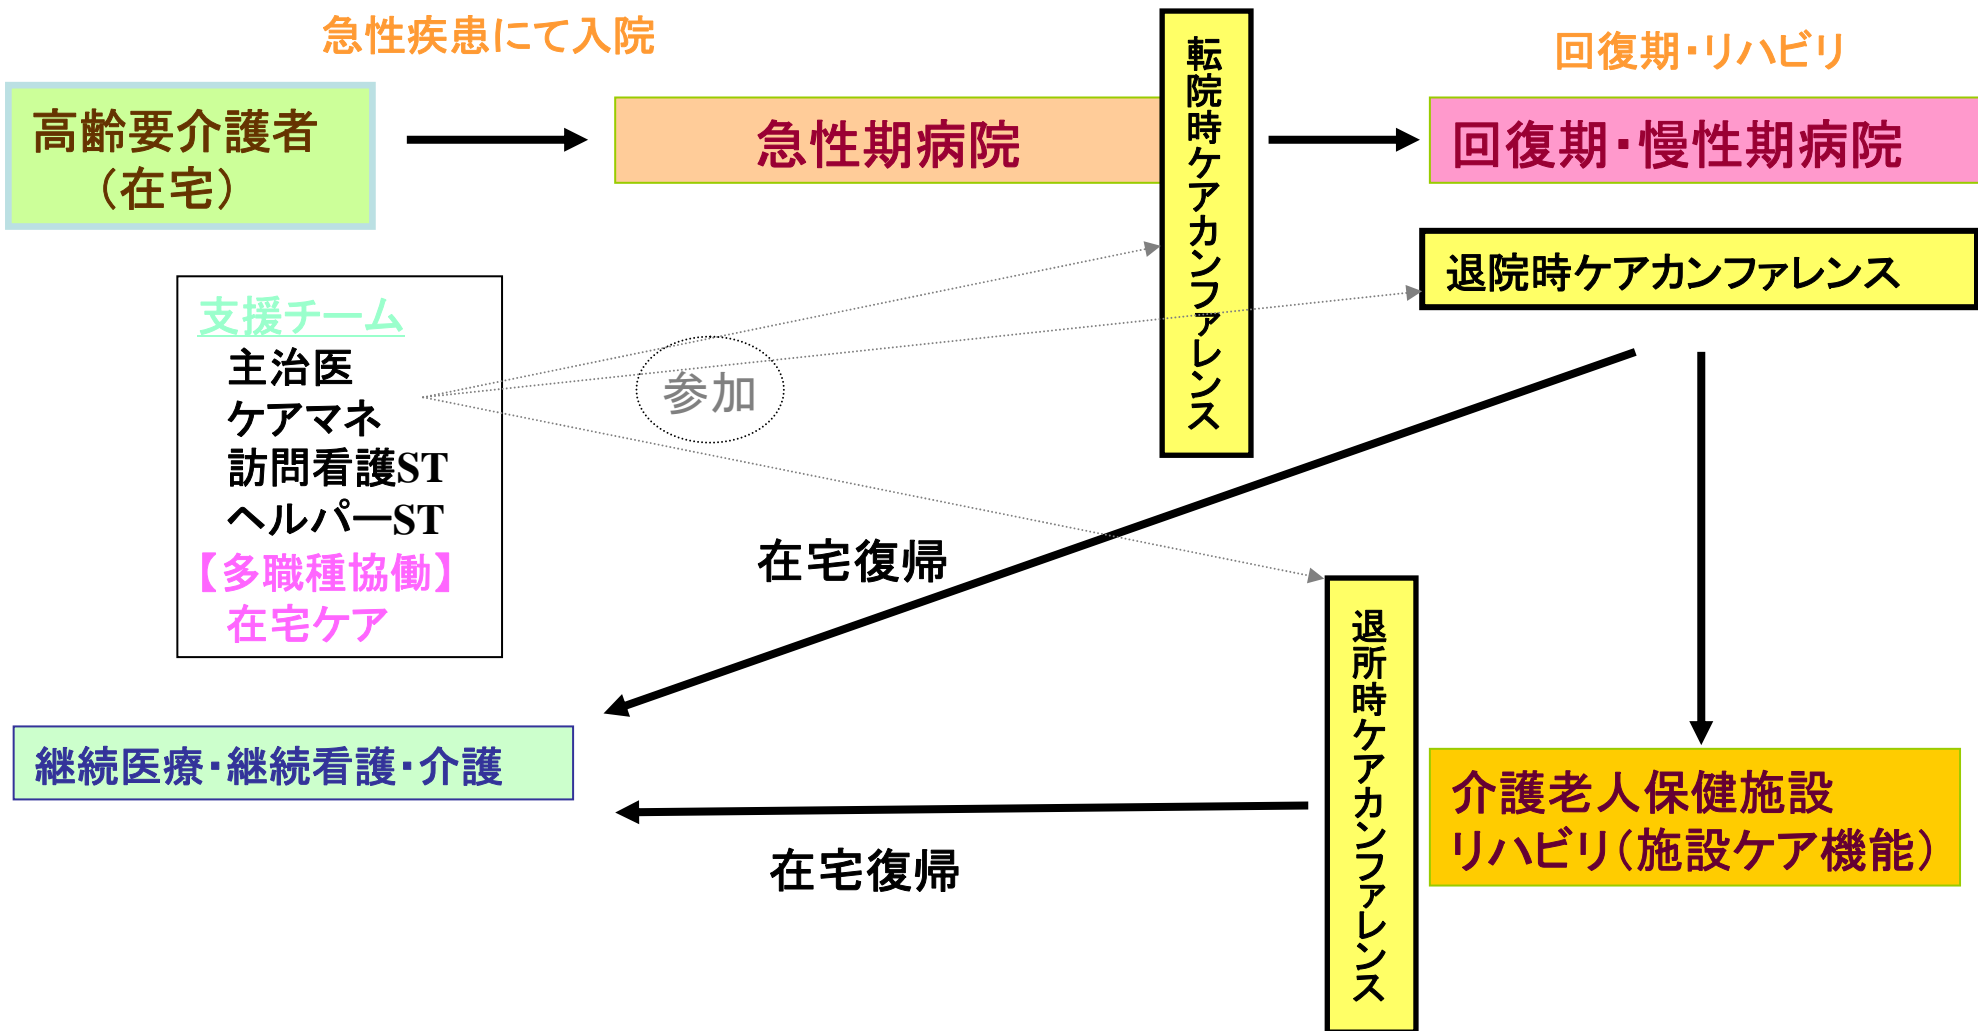 急性疾患にて入院
回復期・リハビリ
高齢要介護者
（在宅）
急性期病院
転院時ケアカンファレンス
回復期・慢性期病院
退院時ケアカンファレンス
支援チーム
主治医
ケアマネ
訪問看護ST
ヘルパーST
【多職種協働】
在宅ケア
参加
在宅復帰
退所時ケアカンファレンス
継続医療・継続看護・介護
介護老人保健施設
リハビリ（施設ケア機能）
在宅復帰